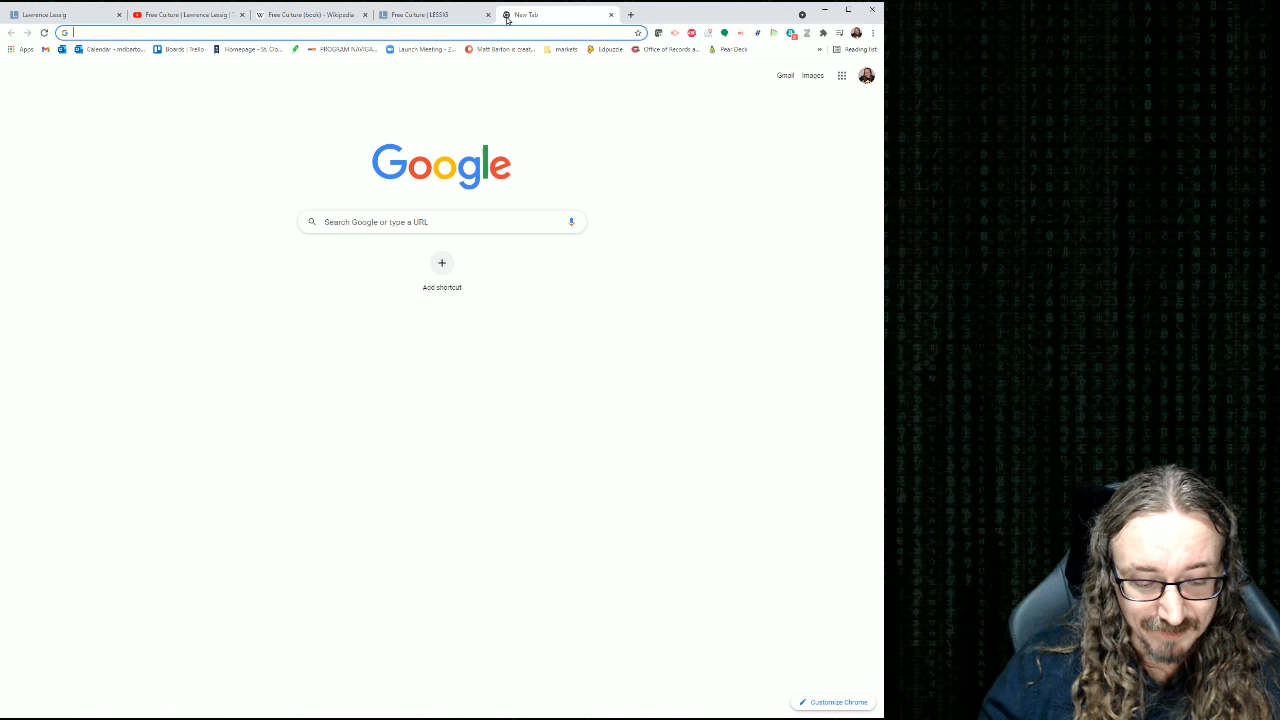 Lawrence Lessig Free Culture | Lawrence Lessig | T Free Culture (book) - Wikipedia Free Culture | LESSIG New Tab
Apps Calendar - mdbarto... Boards | Trello Homepage - St. Clo... PROGRAM NAVIGA... Launch Meeting - Z... Matt Barton is creat... markets Edpuzzle Office of Records a... Pear Deck » Reading list
Gmail Images
Google
Search Google or type a URL
Add shortcut
Customize Chrome